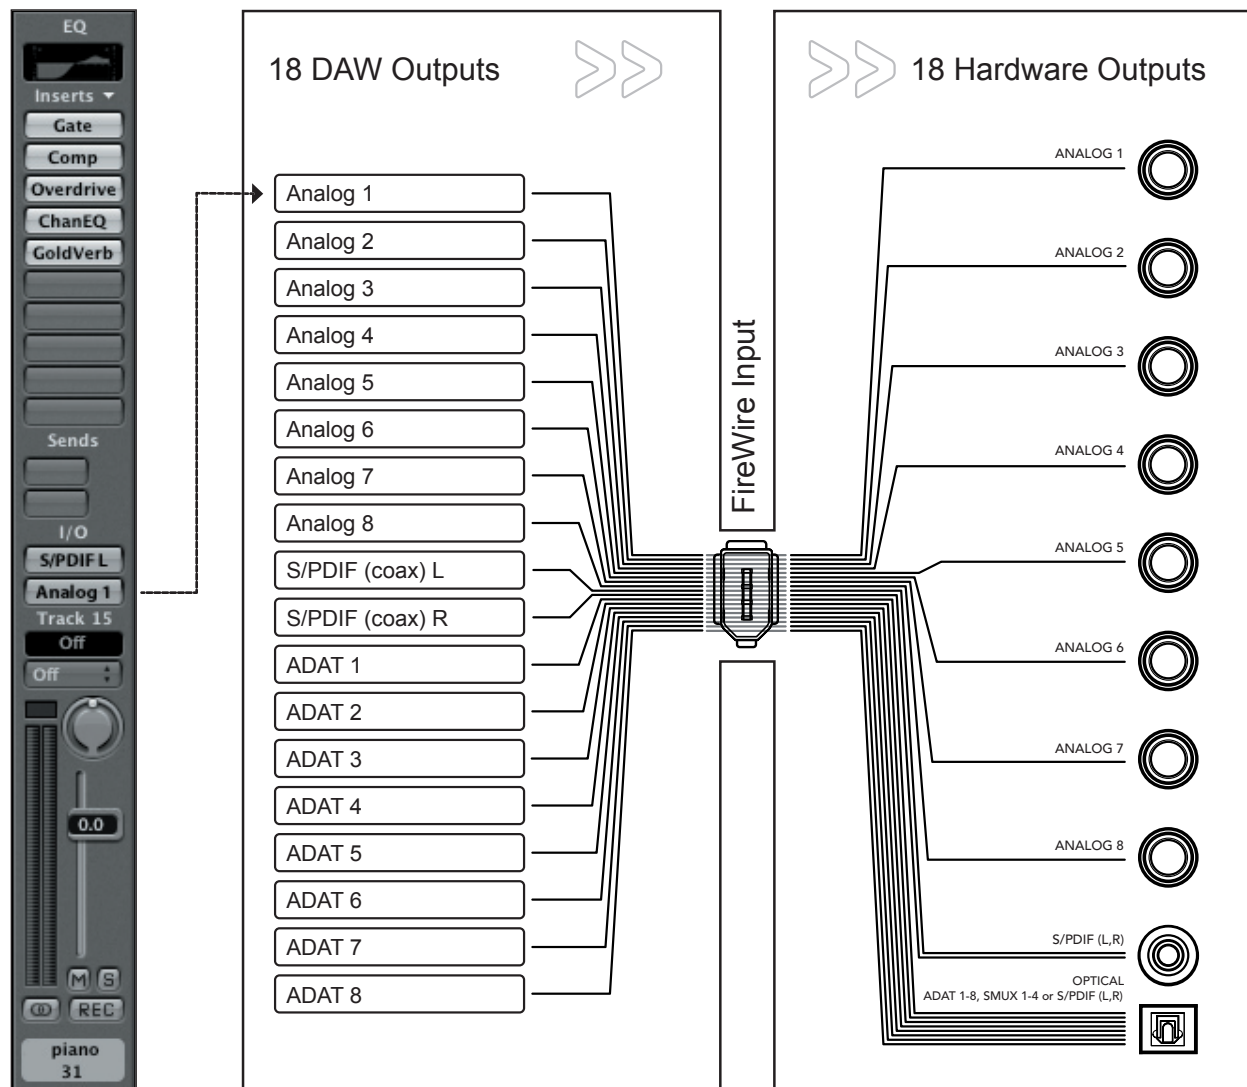 EQ
Inserts
Gate
Comp
Overdrive
ChanEQ
GoldVerb
Sends
I/O
S/PDIF L
Analog 1
Track 15
Off
Off
0.0
M S
REC
piano
31
18 DAW Outputs
Analog 1
Analog 2
Analog 3
Analog 4
Analog 5
Analog 6
Analog 7
Analog 8
S/PDIF (coax) L
S/PDIF (coax) R
ADAT 1
ADAT 2
ADAT 3
ADAT 4
ADAT 5
ADAT 6
ADAT 7
ADAT 8
FireWire Input
18 Hardware Outputs
ANALOG 1
ANALOG 2
ANALOG 3
ANALOG 4
ANALOG 5
ANALOG 6
ANALOG 7
ANALOG 8
S/PDIF (L,R)
OPTICAL
ADAT 1-8, SMUX 1-4 or S/PDIF (L,R)